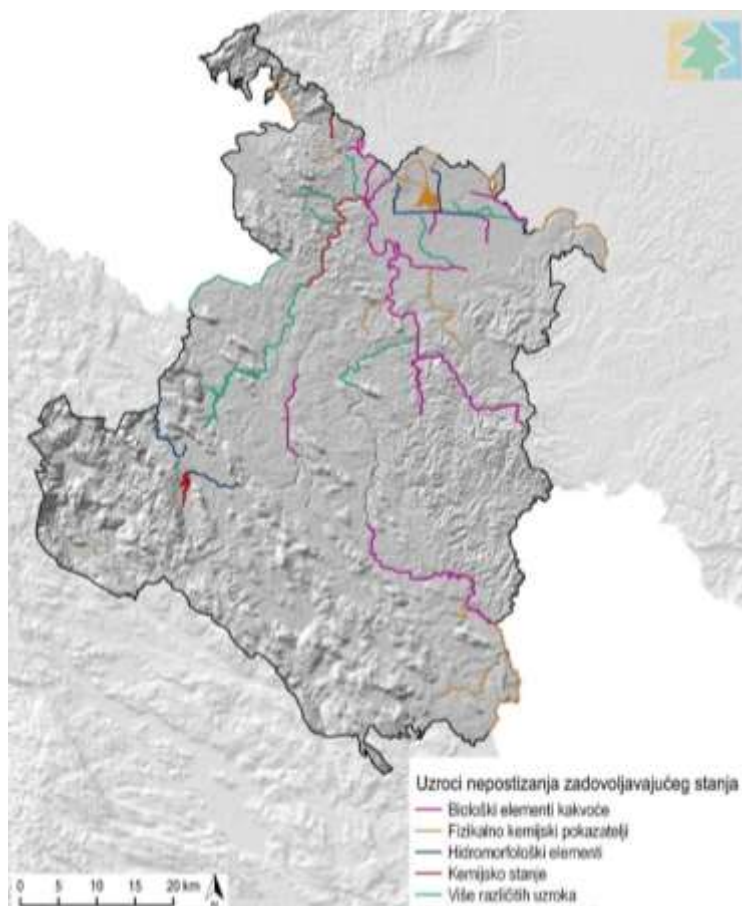 Uzroci nepostizanja zadovoljavajućeg stanja
Biološki elementi kakvoće
Fizikalno kemijski pokazatelji
Hidromorfološki elementi
Kemijsko stanje
Više različitih uzroka
0 5 10 20 km
N